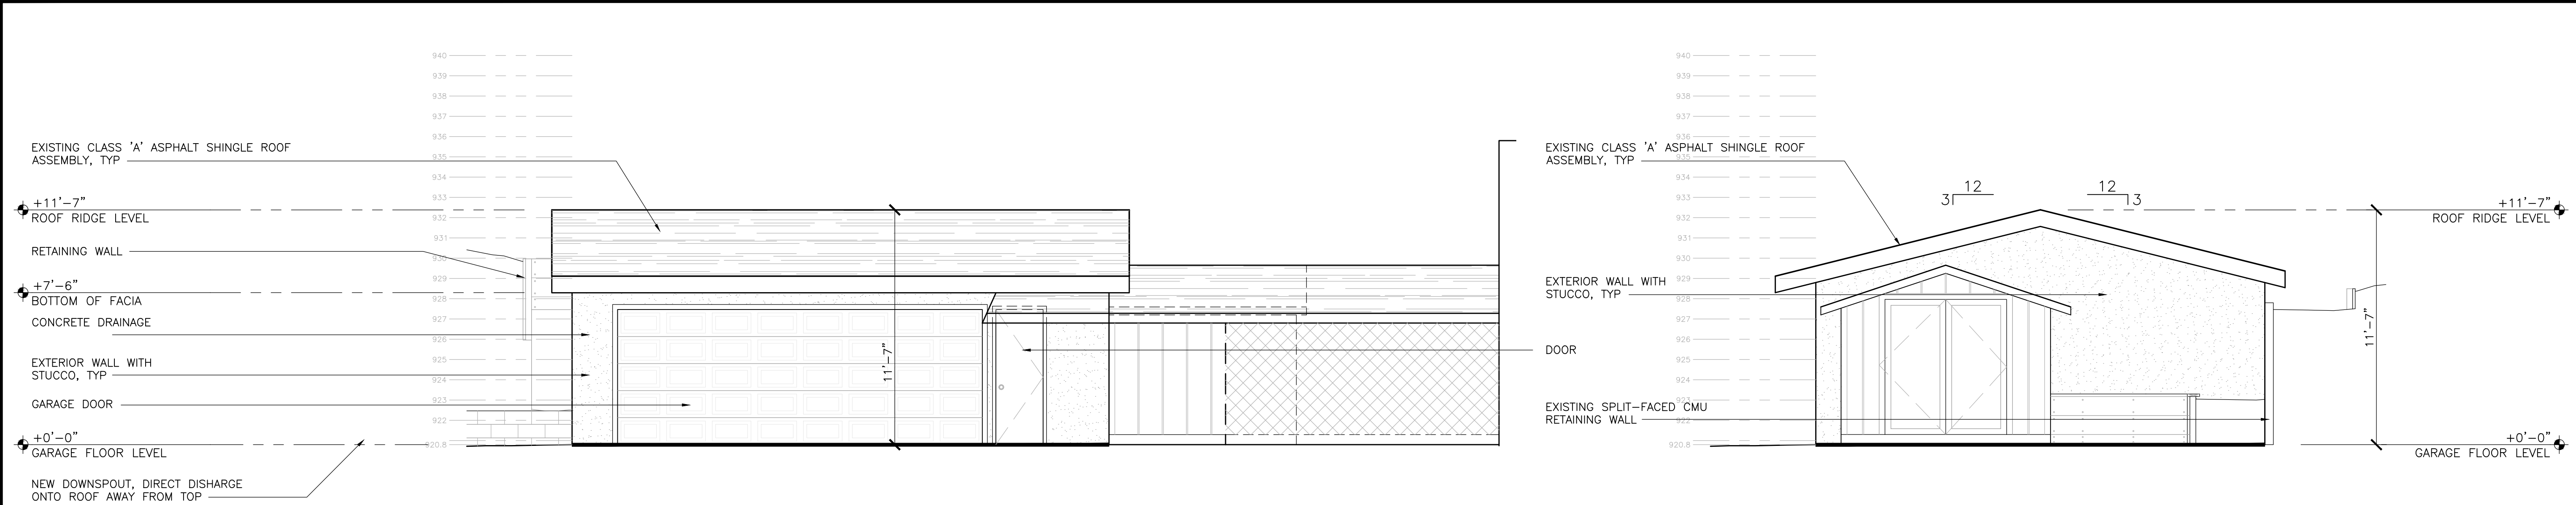 940
939
938
937
936
935
934
933
932
931
930
929
928
927
926
925
924
923
922
920.8
EXISTING CLASS 'A' ASPHALT SHINGLE ROOF
ASSEMBLY, TYP
+11'-7"
ROOF RIDGE LEVEL
RETAINING WALL
+7'-6"
BOTTOM OF FACIA
CONCRETE DRAINAGE
EXTERIOR WALL WITH
STUCCO, TYP
GARAGE DOOR
+0'-0"
GARAGE FLOOR LEVEL
NEW DOWNSPOUT, DIRECT DISHARGE
ONTO ROOF AWAY FROM TOP
11'-7"
DOOR
940
939
938
937
936
935
934
933
932
931
930
929
928
927
926
925
924
923
922
920.8
EXISTING CLASS 'A' ASPHALT SHINGLE ROOF
ASSEMBLY, TYP
EXTERIOR WALL WITH
STUCCO, TYP
EXISTING SPLIT-FACED CMU
RETAINING WALL
12
3
12
3
11'-7"
+11'-7"
ROOF RIDGE LEVEL
+0'-0"
GARAGE FLOOR LEVEL